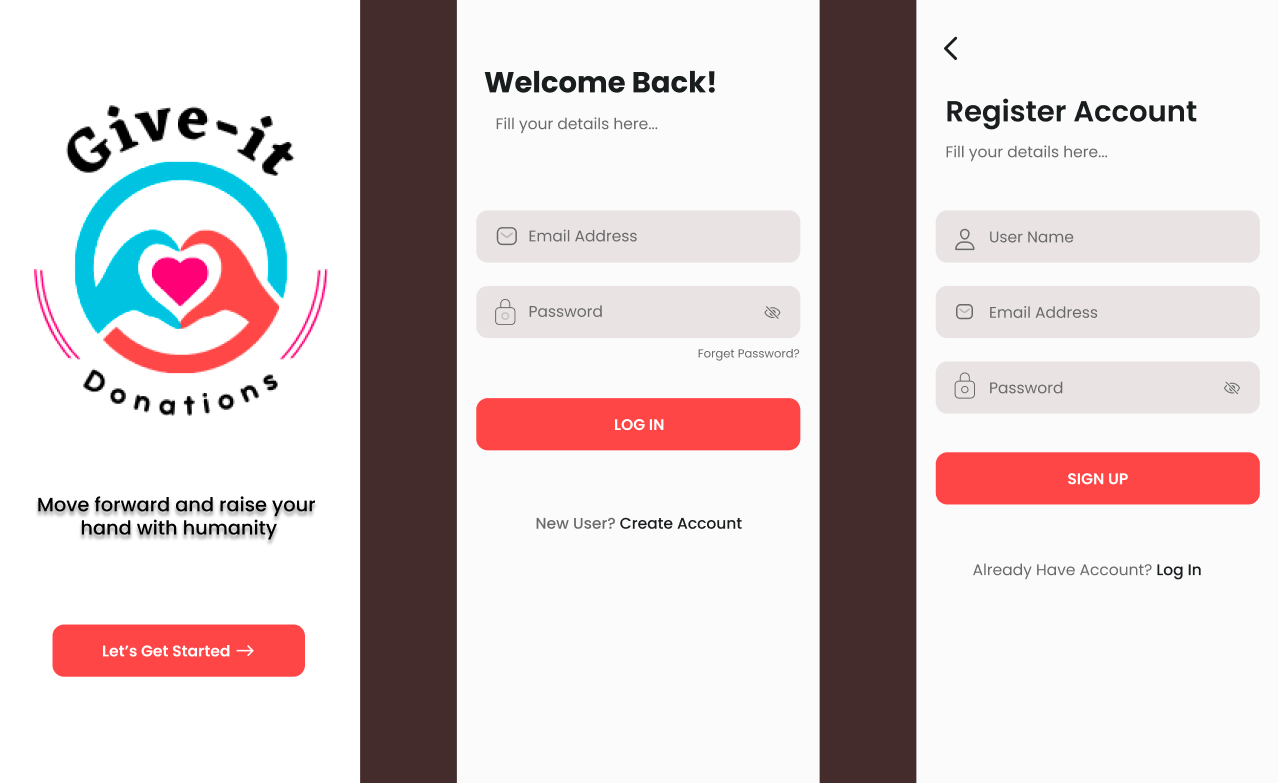 Give-it
Donations
Move forward and raise your
hand with humanity
Let's Get Started →
Welcome Back!
Fill your details here...
Email Address
Password
Forget Password?
LOG IN
New User? Create Account
Register Account
Fill your details here...
User Name
Email Address
Password
SIGN UP
Already Have Account? Log In